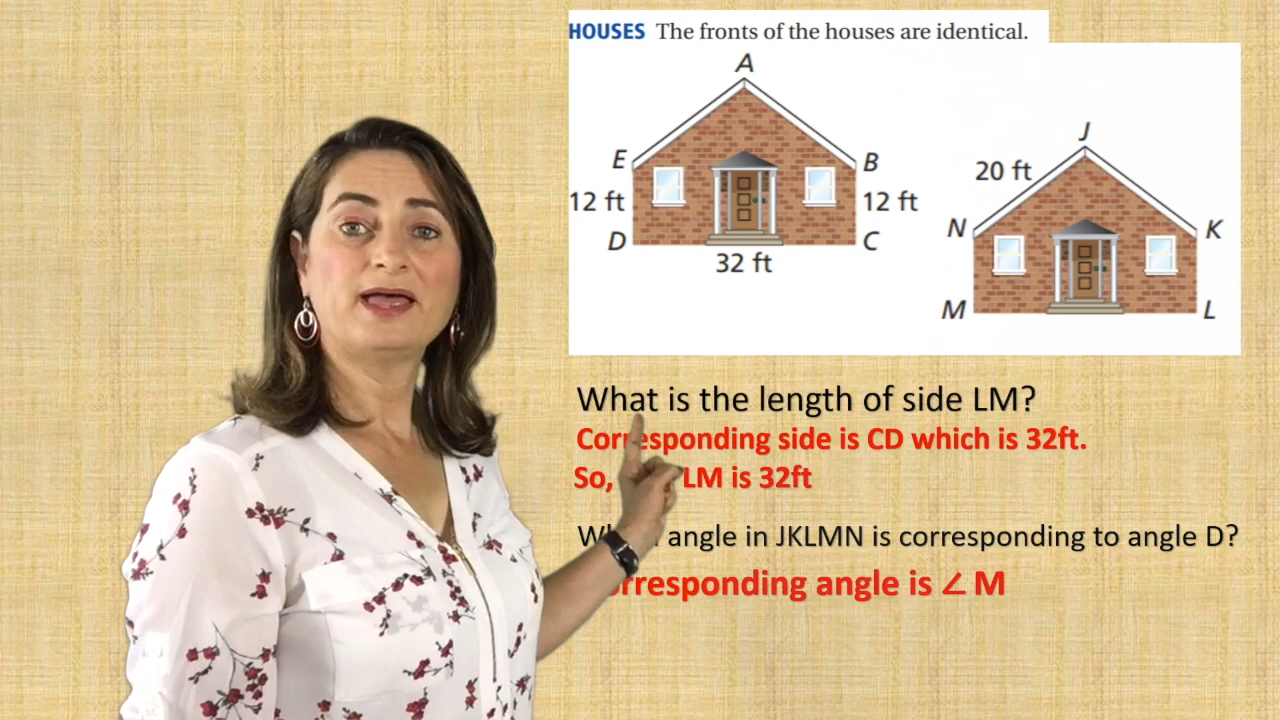 HOUSES The fronts of the houses are identical.
A
E
B
12 ft
12 ft
D
C
32 ft
J
20 ft
N
K
M
L
What is the length of side LM?
Corresponding side is CD which is 32ft.
So, LM is 32ft
angle in JKLMN is corresponding to angle D?
Corresponding angle is ∠ M